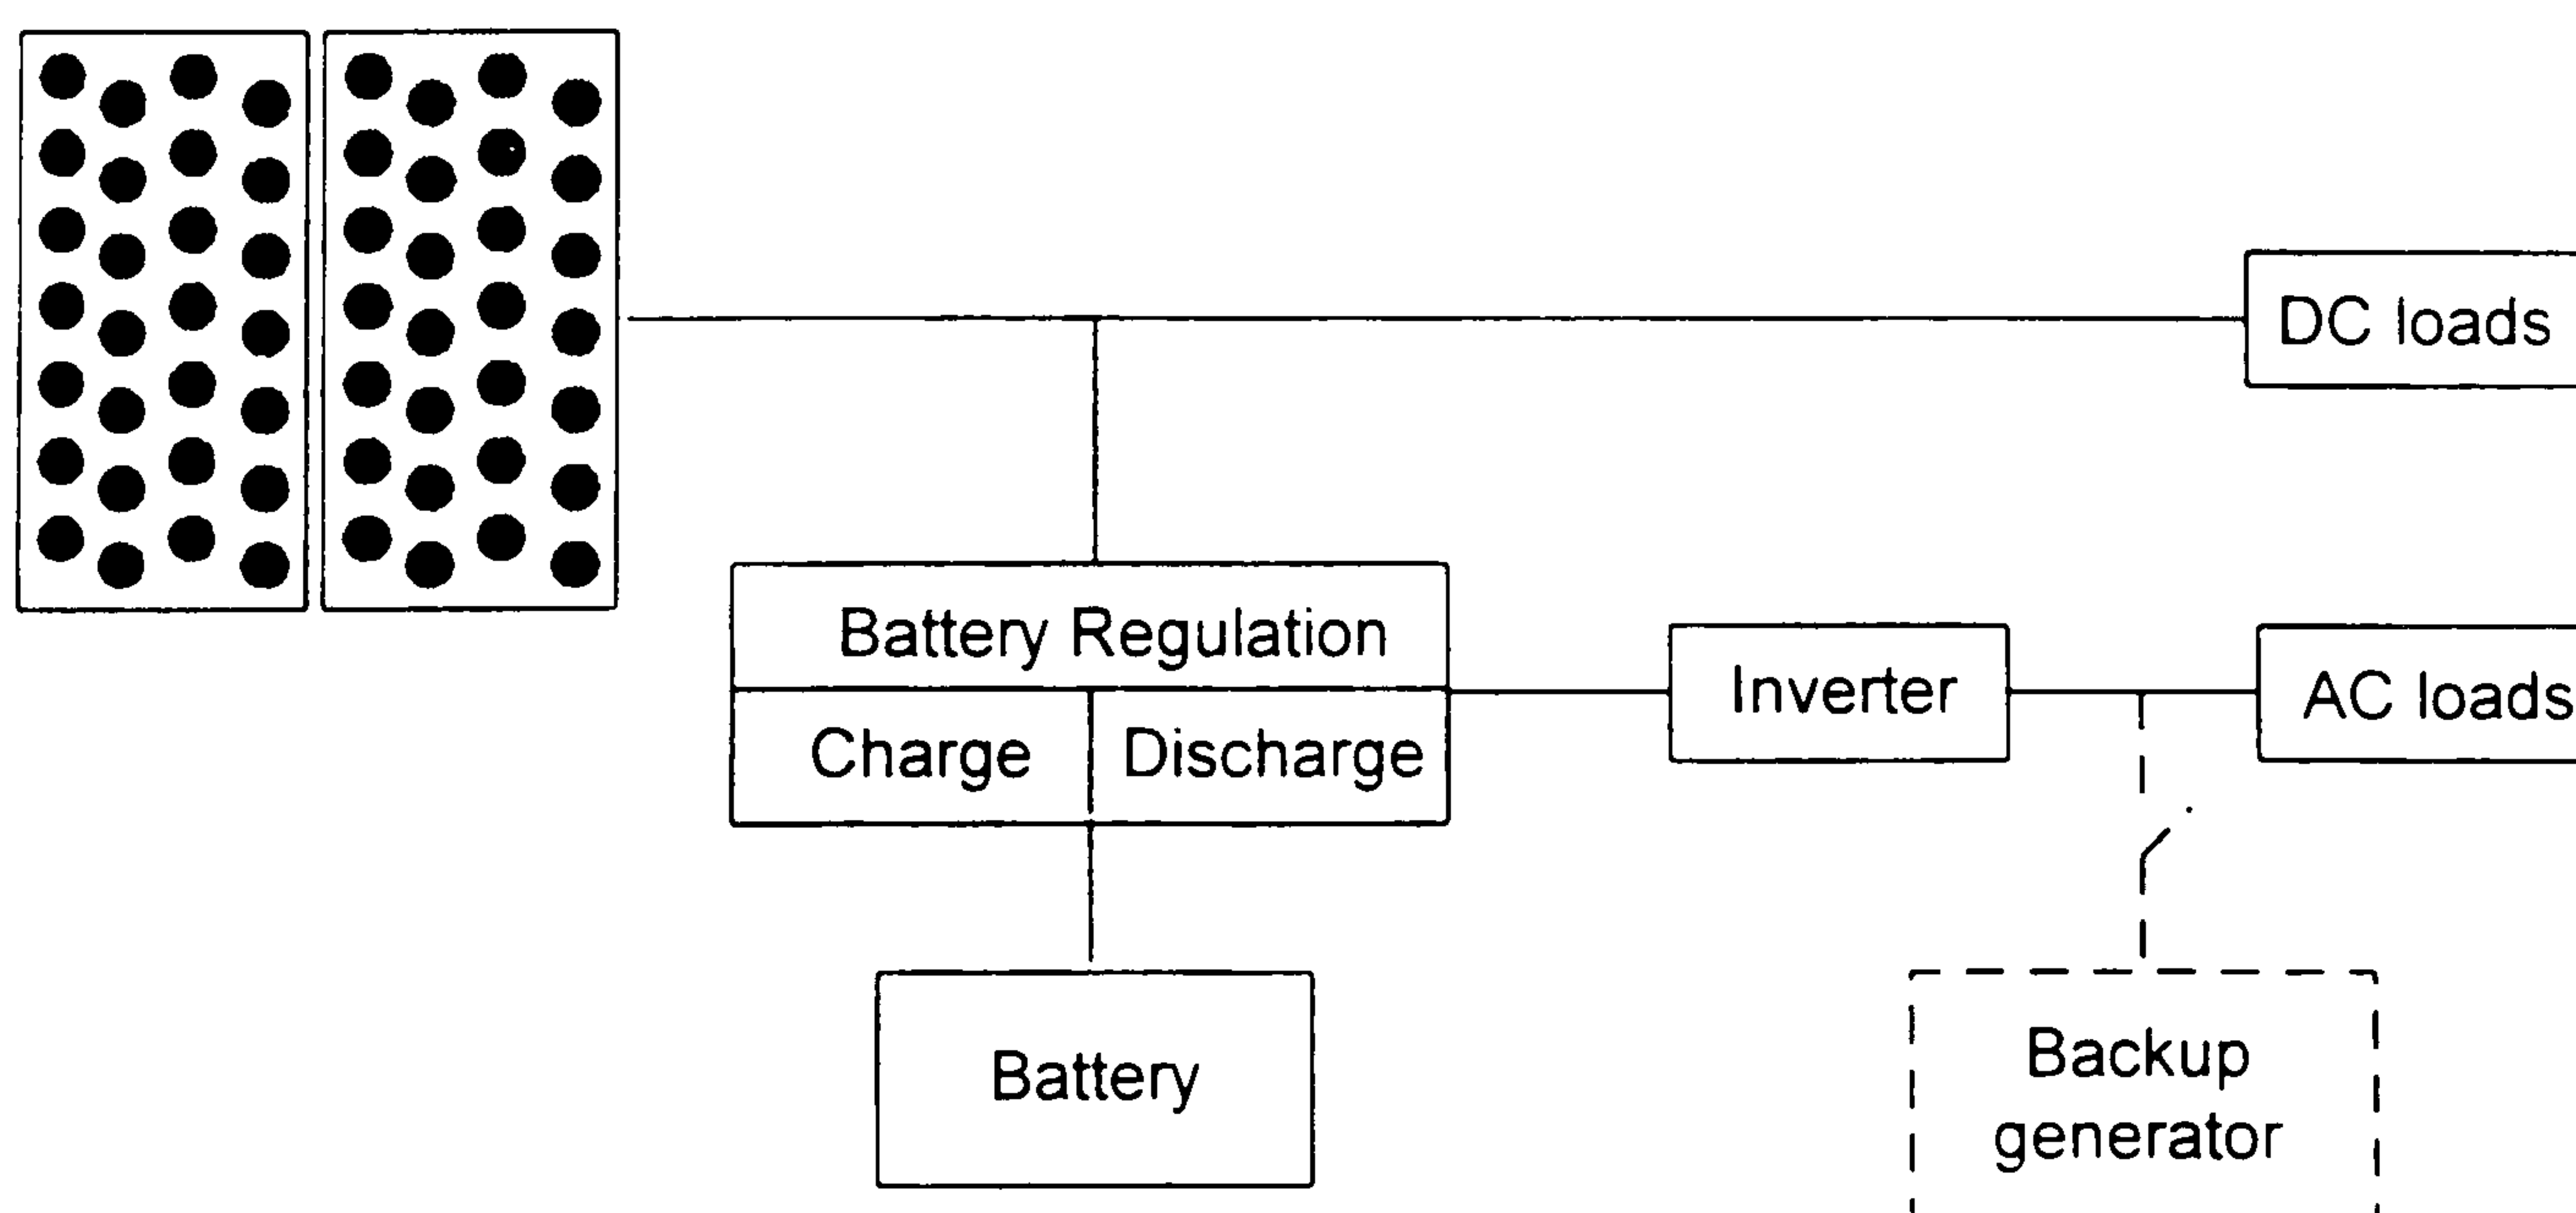 DC loads
Battery Regulation
Charge
Discharge
Inverter
AC loads
Battery
Backup
generator